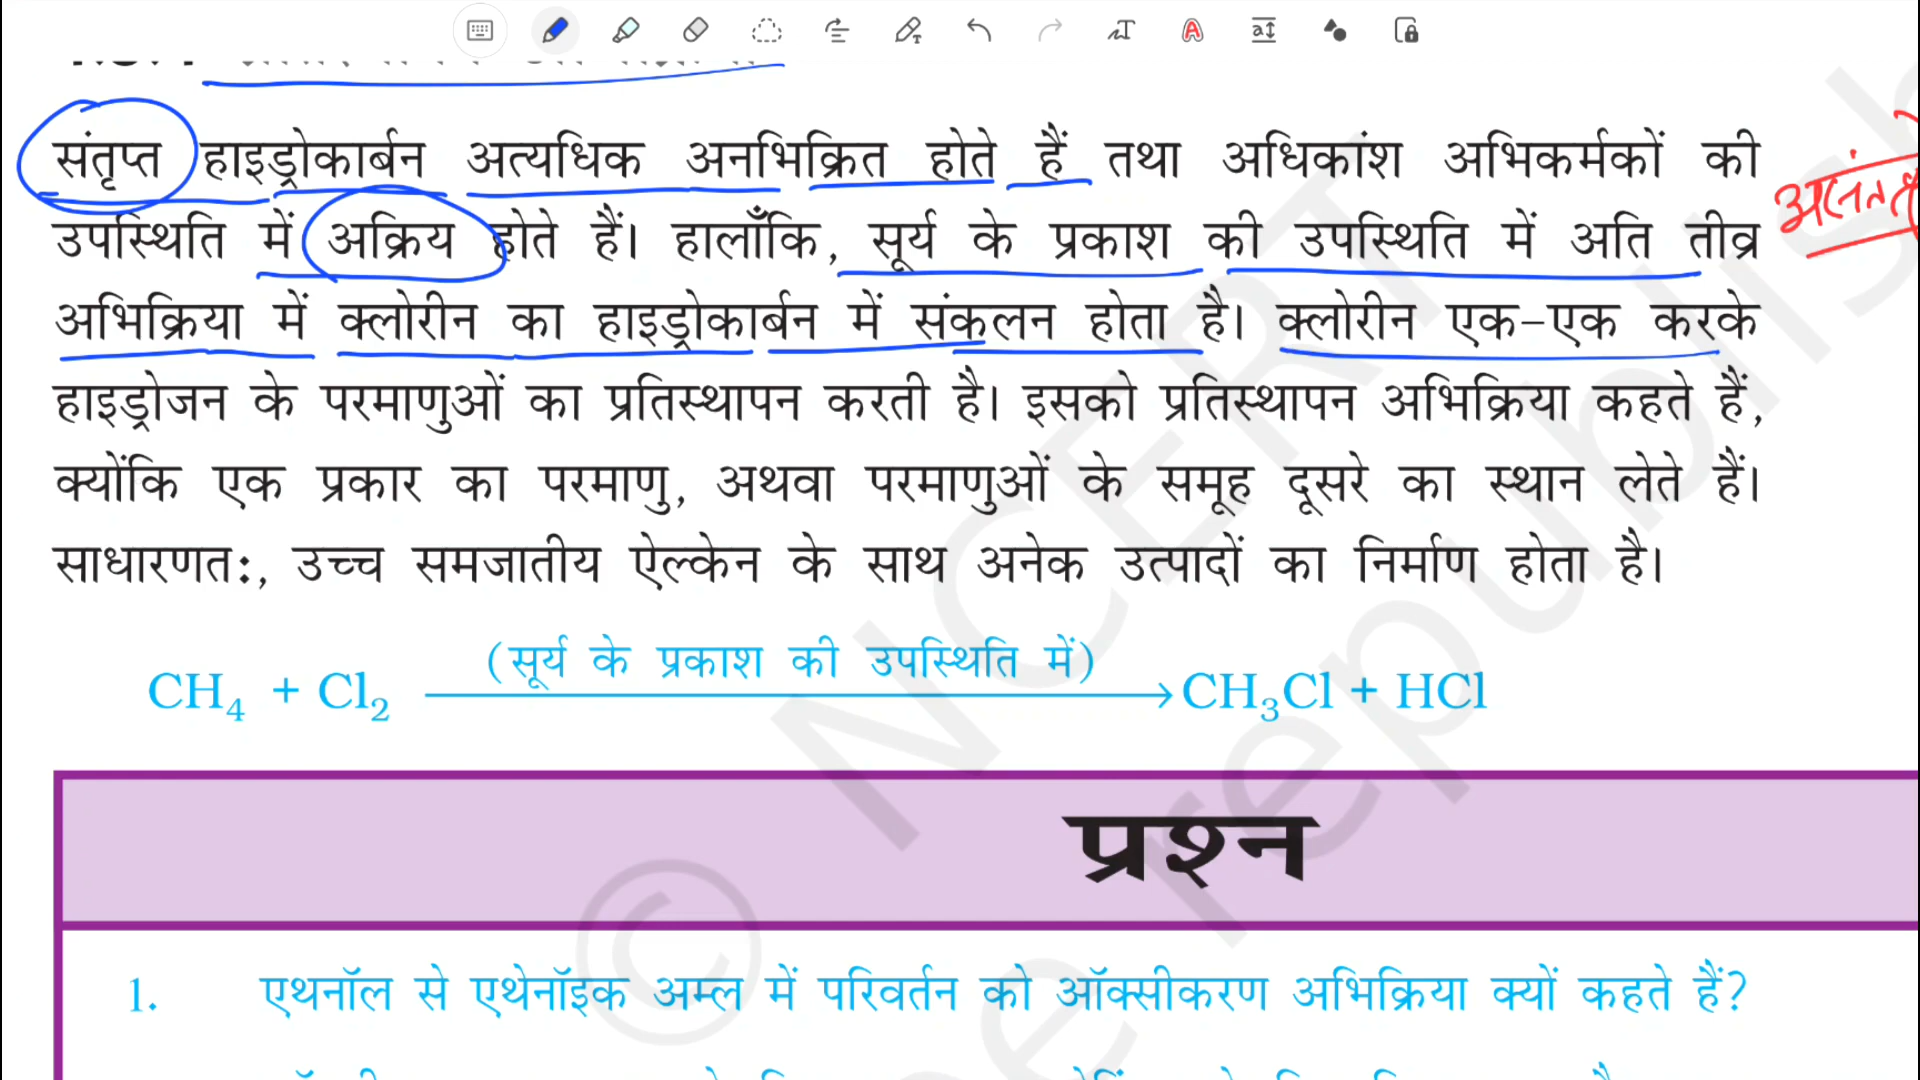 संतृप्त हाइड्रोकार्बन अत्यधिक अनभिक्रित होते हैं तथा अधिकांश अभिकर्मकों की
उपस्थिति में अक्रिय होते हैं। हालाँकि, सूर्य के प्रकाश की उपस्थिति में अति तीव्र
अभिक्रिया में क्लोरीन का हाइड्रोकार्बन में संकलन होता है। क्लोरीन एक-एक करके
हाइड्रोजन के परमाणुओं का प्रतिस्थापन करती है। इसको प्रतिस्थापन अभिक्रिया कहते हैं,
क्योंकि एक प्रकार का परमाणु, अथवा परमाणुओं के समूह दूसरे का स्थान लेते हैं।
साधारणतः, उच्च समजातीय ऐल्केन के साथ अनेक उत्पादों का निर्माण होता है।
(सूर्य के प्रकाश की उपस्थिति में)
CH₄ + Cl₂ ⟶ CH₃Cl + HCl
प्रश्न
1. एथनॉल से एथेनॉइक अम्ल में परिवर्तन को ऑक्सीकरण अभिक्रिया क्यों कहते हैं?
© NCERT
republish